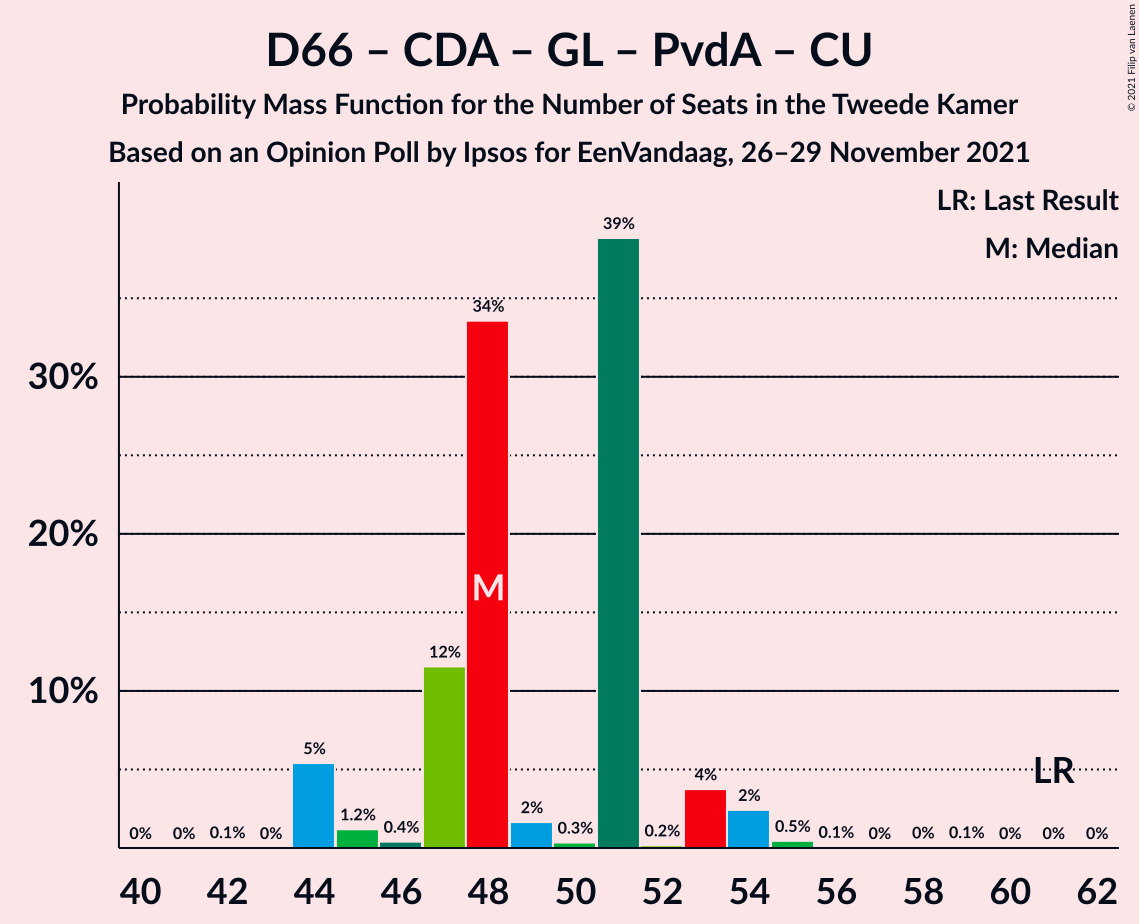 D66 – CDA – GL – PvdA – CU
Probability Mass Function for the Number of Seats in the Tweede Kamer
Based on an Opinion Poll by Ipsos for EenVandaag, 26–29 November 2021
© 2021 Filip van Laenen
LR: Last Result
M: Median
30%
20%
10%
0% 0% 0.1% 0% 5% 1.2% 0.4% 12% 34% 2% 0.3% 39% 0.2% 4% 2% 0.5% 0.1% 0% 0% 0.1% 0% 0% 0%
M
LR
40 42 44 46 48 50 52 54 56 58 60 62